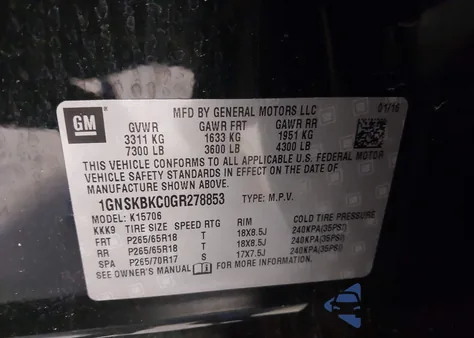 GM
MFD BY GENERAL MOTORS LLC
01/16
GVWR GAWR FRT GAWR RR
3311 KG 1633 KG 1951 KG
7300 LB 3600 LB 4300 LB
THIS VEHICLE CONFORMS TO ALL APPLICABLE U.S. FEDERAL MOTOR
VEHICLE SAFETY STANDARDS IN EFFECT ON THE DATE OF
MANUFACTURE SHOWN ABOVE.
1GNSKBKC0GR278853 TYPE: M.P.V.
MODEL: K15706
KKK9 TIRE SIZE SPEED RTG RIM COLD TIRE PRESSURE
FRT P265/65R18 T 18X8.5J 240KPA(35PSI)
RR P265/65R18 T 18X8.5J 240KPA(35PSI)
SPA P265/70R17 S 17X7.5J 240KPA(35PSI)
SEE OWNER'S MANUAL FOR MORE INFORMATION.